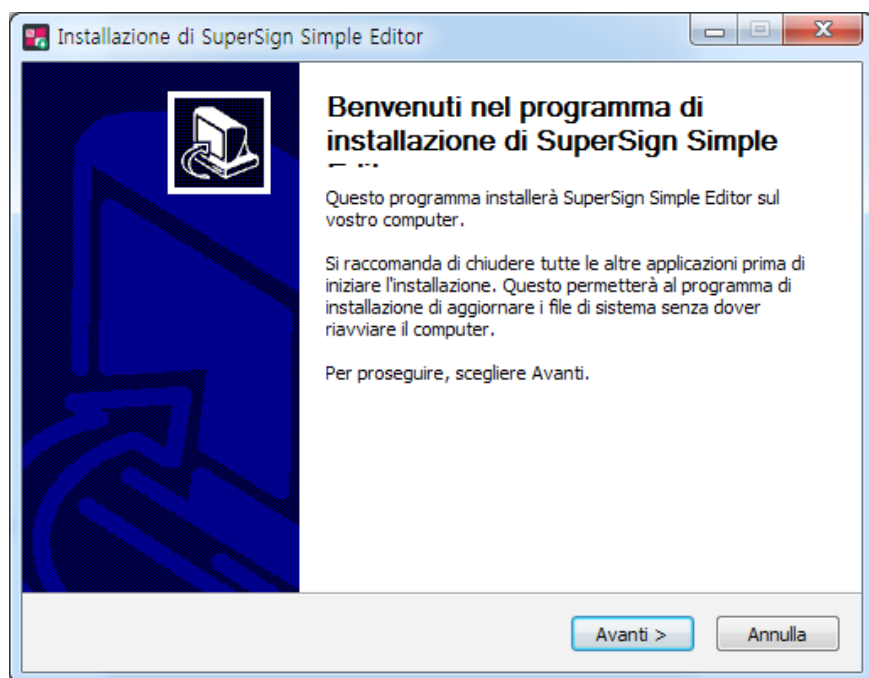 Installazione di SuperSign Simple Editor
Benvenuti nel programma di
installazione di SuperSign Simple
Questo programma installerà SuperSign Simple Editor sul
vostro computer.
Si raccomanda di chiudere tutte le altre applicazioni prima di
iniziare l'installazione. Questo permetterà al programma di
installazione di aggiornare i file di sistema senza dover
riavviare il computer.
Per proseguire, scegliere Avanti.
Avanti >
Annulla